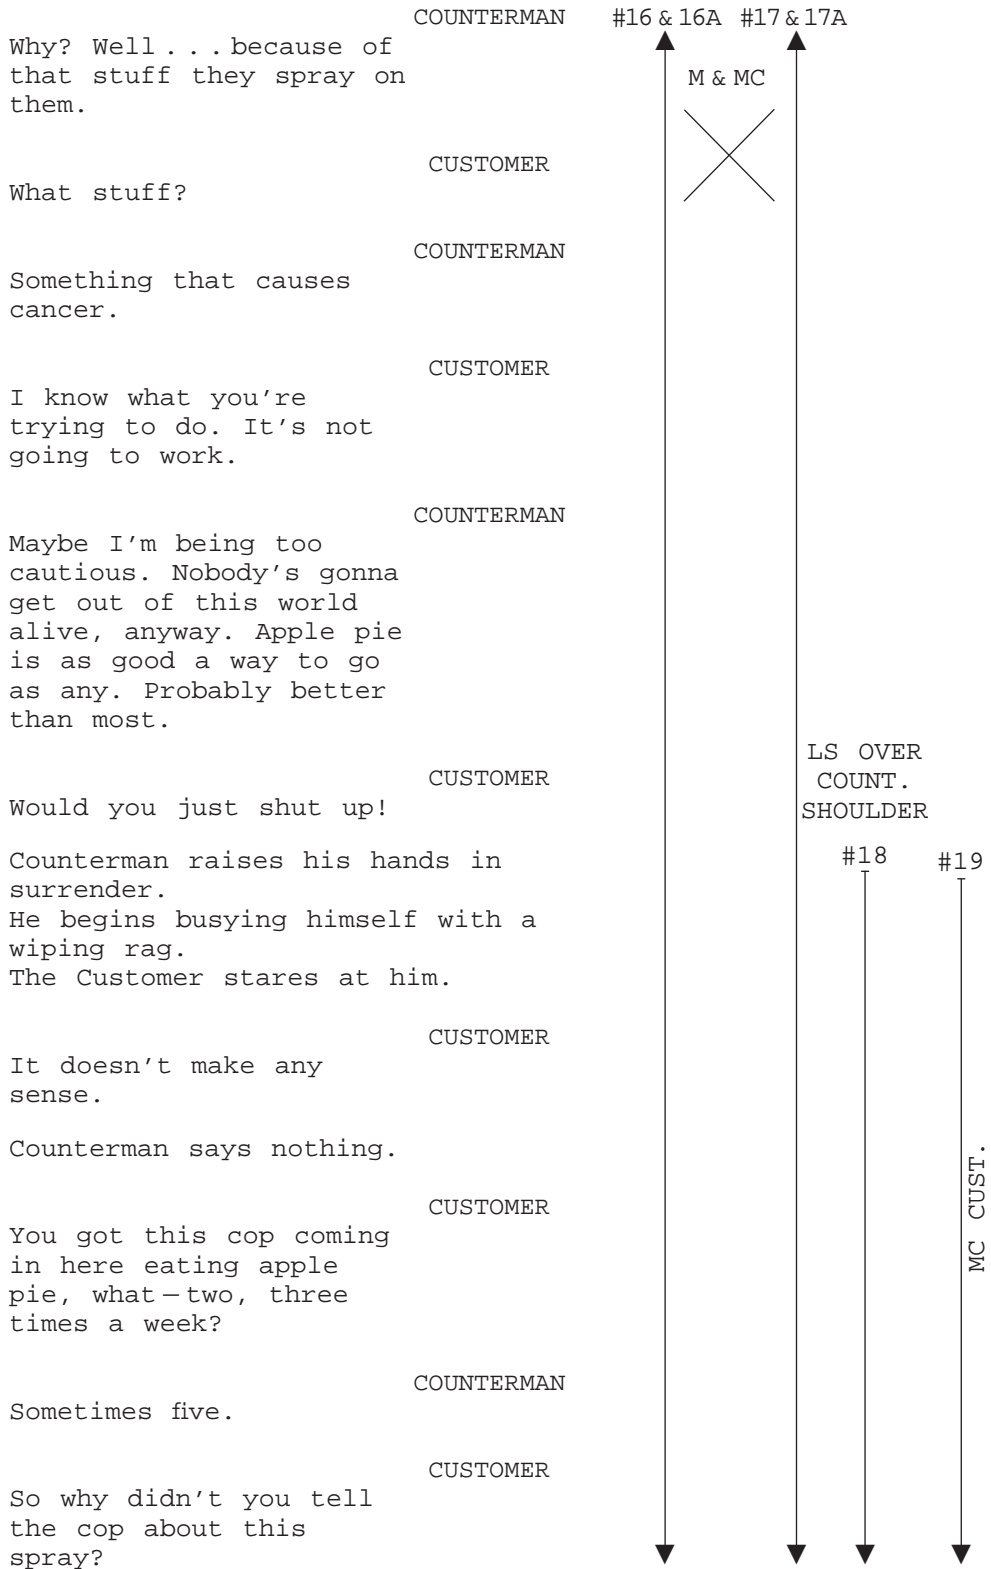 COUNTERMAN #16 & 16A #17 & 17A
Why? Well . . . because of
that stuff they spray on
them.
M & MC
CUSTOMER
What stuff?
COUNTERMAN
Something that causes
cancer.
CUSTOMER
I know what you're
trying to do. It's not
going to work.
COUNTERMAN
Maybe I'm being too
cautious. Nobody's gonna
get out of this world
alive, anyway. Apple pie
is as good a way to go
as any. Probably better
than most.
LS OVER
COUNT.
SHOULDER
CUSTOMER
Would you just shut up!
#18 #19
Counterman raises his hands in
surrender.
He begins busying himself with a
wiping rag.
The Customer stares at him.
CUSTOMER
It doesn't make any
sense.
Counterman says nothing.
MC CUST.
CUSTOMER
You got this cop coming
in here eating apple
pie, what — two, three
times a week?
COUNTERMAN
Sometimes five.
CUSTOMER
So why didn't you tell
the cop about this
spray?